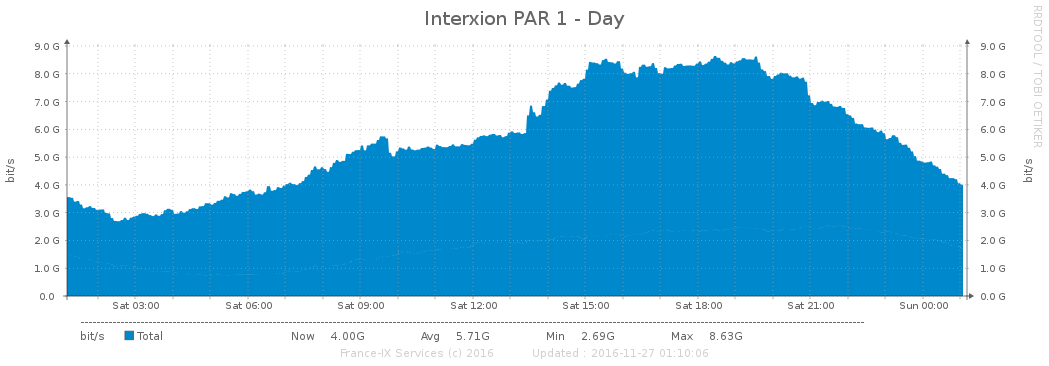 Interxion PAR 1 - Day
RRDTOOL / TOBI OETIKER
9.0 G 9.0 G
8.0 G 8.0 G
7.0 G 7.0 G
6.0 G 6.0 G
5.0 G 5.0 G
4.0 G 4.0 G
3.0 G 3.0 G
2.0 G 2.0 G
1.0 G 1.0 G
0.0 0.0 G
bit/s bit/s
Sat 03:00 Sat 06:00 Sat 09:00 Sat 12:00 Sat 15:00 Sat 18:00 Sat 21:00 Sun 00:00
bit/s Total Now 4.00G Avg 5.71G Min 2.69G Max 8.63G
France-IX Services (c) 2016 Updated : 2016-11-27 01:10:06